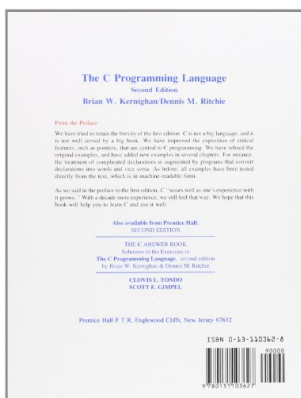 The C Programming Language
Second Edition
Brian W. Kernighan/Dennis M. Ritchie
From the Preface
We have tried to retain the brevity of the first edition. C is not a big language, and it
is not well served by a big book. We have improved the exposition of critical
features, such as pointers, that are central to C programming. We have refined the
original examples, and have added new examples in several chapters. For instance,
the treatment of complicated declarations is augmented by programs that convert
declarations into words and vice versa. As before, all examples have been tested
directly from the text, which is in machine-readable form.
As we said in the preface to the first edition, C "wears well as one's experience with
it grows." With a decade more experience, we still feel that way. We hope that this
book will help you to learn C and use it well.
Also available from Prentice Hall:
SECOND EDITION
THE C ANSWER BOOK
Solutions to the Exercises in
The C Programming Language, second edition
by Brian W. Kernighan & Dennis M. Ritchie
CLOVIS L. TONDO
SCOTT E. GIMPEL
Prentice Hall P T R, Englewood Cliffs, New Jersey 07632
ISBN 0-13-110362-8
90000
9 780131 103627